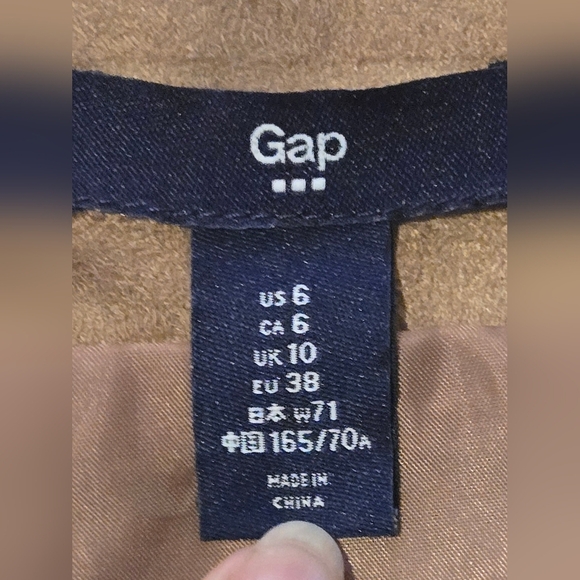 Gap
US 6
CA 6
UK 10
EU 38
日本 W71
中国 165/70A
MADE IN
CHINA